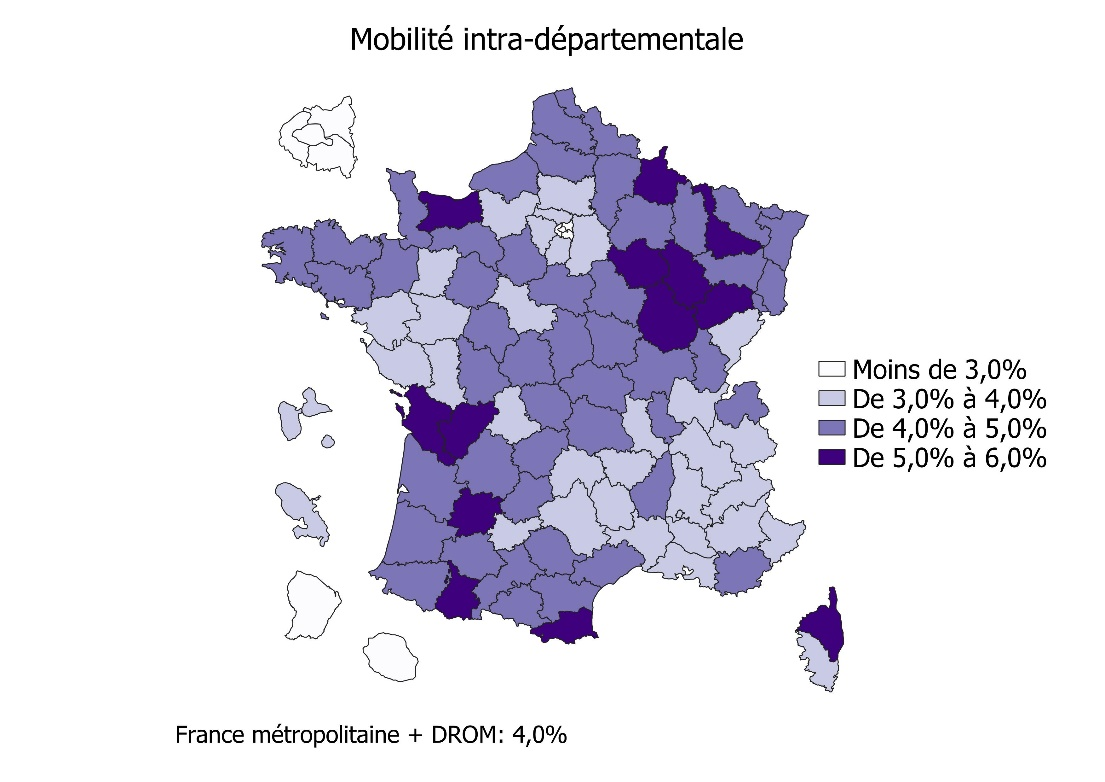 Mobilité intra-départementale
Moins de 3,0%
De 3,0% à 4,0%
De 4,0% à 5,0%
De 5,0% à 6,0%
France métropolitaine + DROM: 4,0%